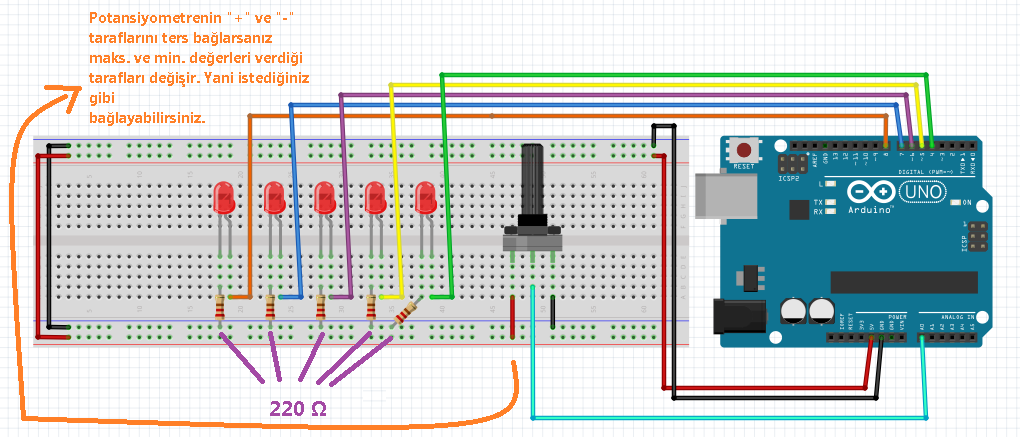 Potansiyometrenin "+" ve "-"
taraflarını ters bağlarsanız
maks. ve min. değerleri verdiği
tarafları değişir. Yani istediğiniz
gibi
bağlayabilirsiniz.
220 Ω
RESET
ICSP2
AREF
GND
13
12
~11
~10
~9
8
7
~6
~5
4
~3
2
TX▸1
RX◂0
DIGITAL (PWM=~)
L
TX
RX
Arduino™
UNO
ON
ICSP
1
POWER
ANALOG IN
IOREF
RESET
3V3
5V
GND
GND
VIN
A0
A1
A2
A3
A4
A5